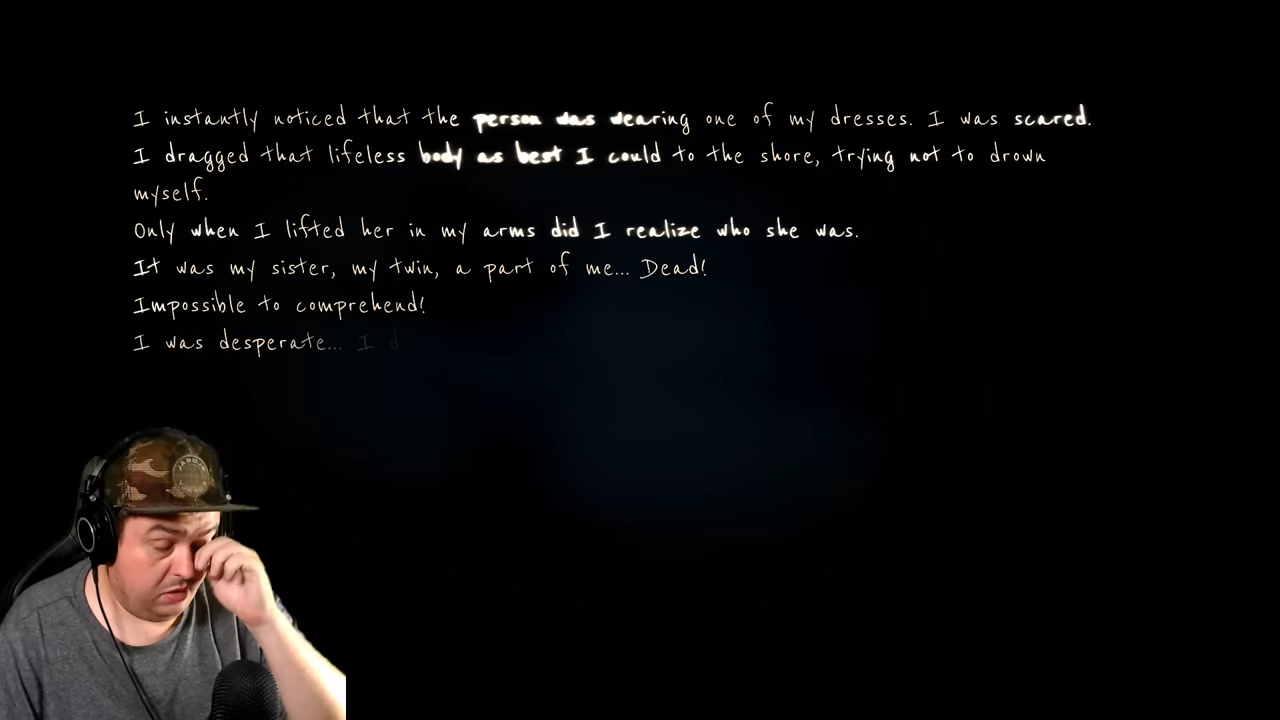 I instantly noticed that the person was wearing one of my dresses. I was scared.
I dragged that lifeless body as best I could to the shore, trying not to drown
myself.
Only when I lifted her in my arms did I realize who she was.
It was my sister, my twin, a part of me... Dead!
Impossible to comprehend!
I was desperate... I d